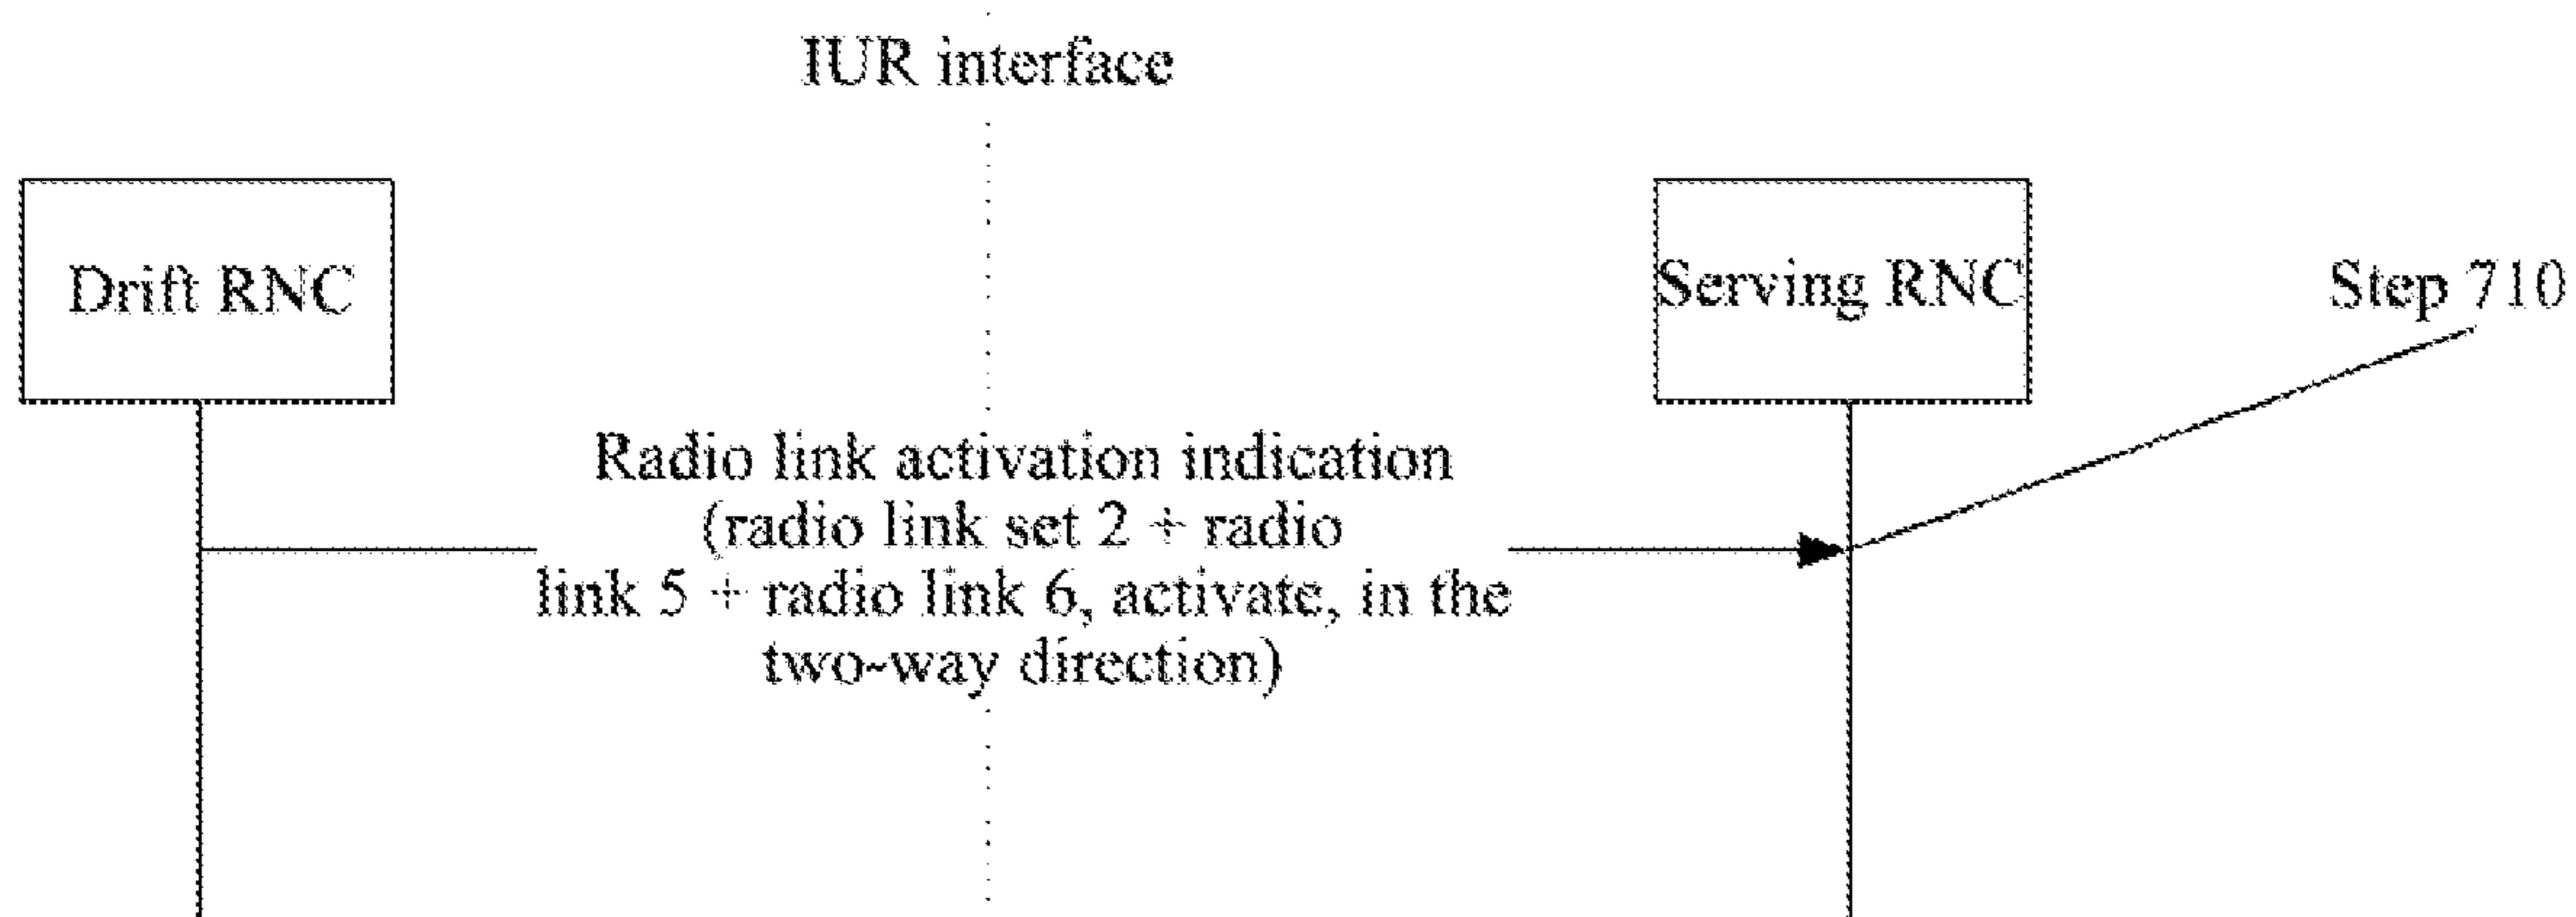 IUR interface
Drift RNC
Serving RNC
Step 710
Radio link activation indication
(radio link set 2 + radio
link 5 + radio link 6, activate, in the
two-way direction)